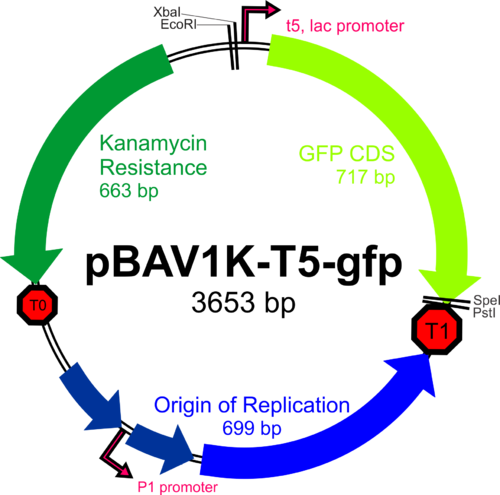 XbaI
EcoRI
t5, lac promoter
Kanamycin
Resistance
663 bp
GFP CDS
717 bp
pBAV1K-T5-gfp
3653 bp
T0
SpeI
PstI
T1
Origin of Replication
699 bp
P1 promoter